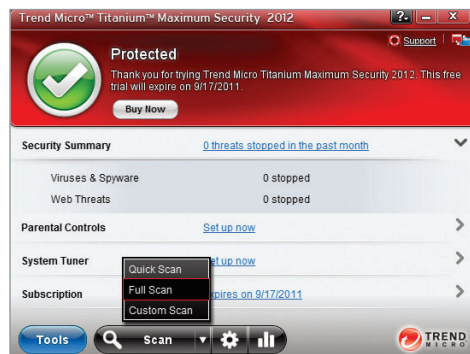 Trend Micro™ Titanium™ Maximum Security 2012
?
Support
Protected
Thank you for trying Trend Micro Titanium Maximum Security 2012. This free
trial will expire on 9/17/2011.
Buy Now
Security Summary 0 threats stopped in the past month
Viruses & Spyware 0 stopped
Web Threats 0 stopped
Parental Controls Set up now
System Tuner et up now
Subscription xpires on 9/17/2011
Quick Scan
Full Scan
Custom Scan
Tools Scan
TREND
MICRO